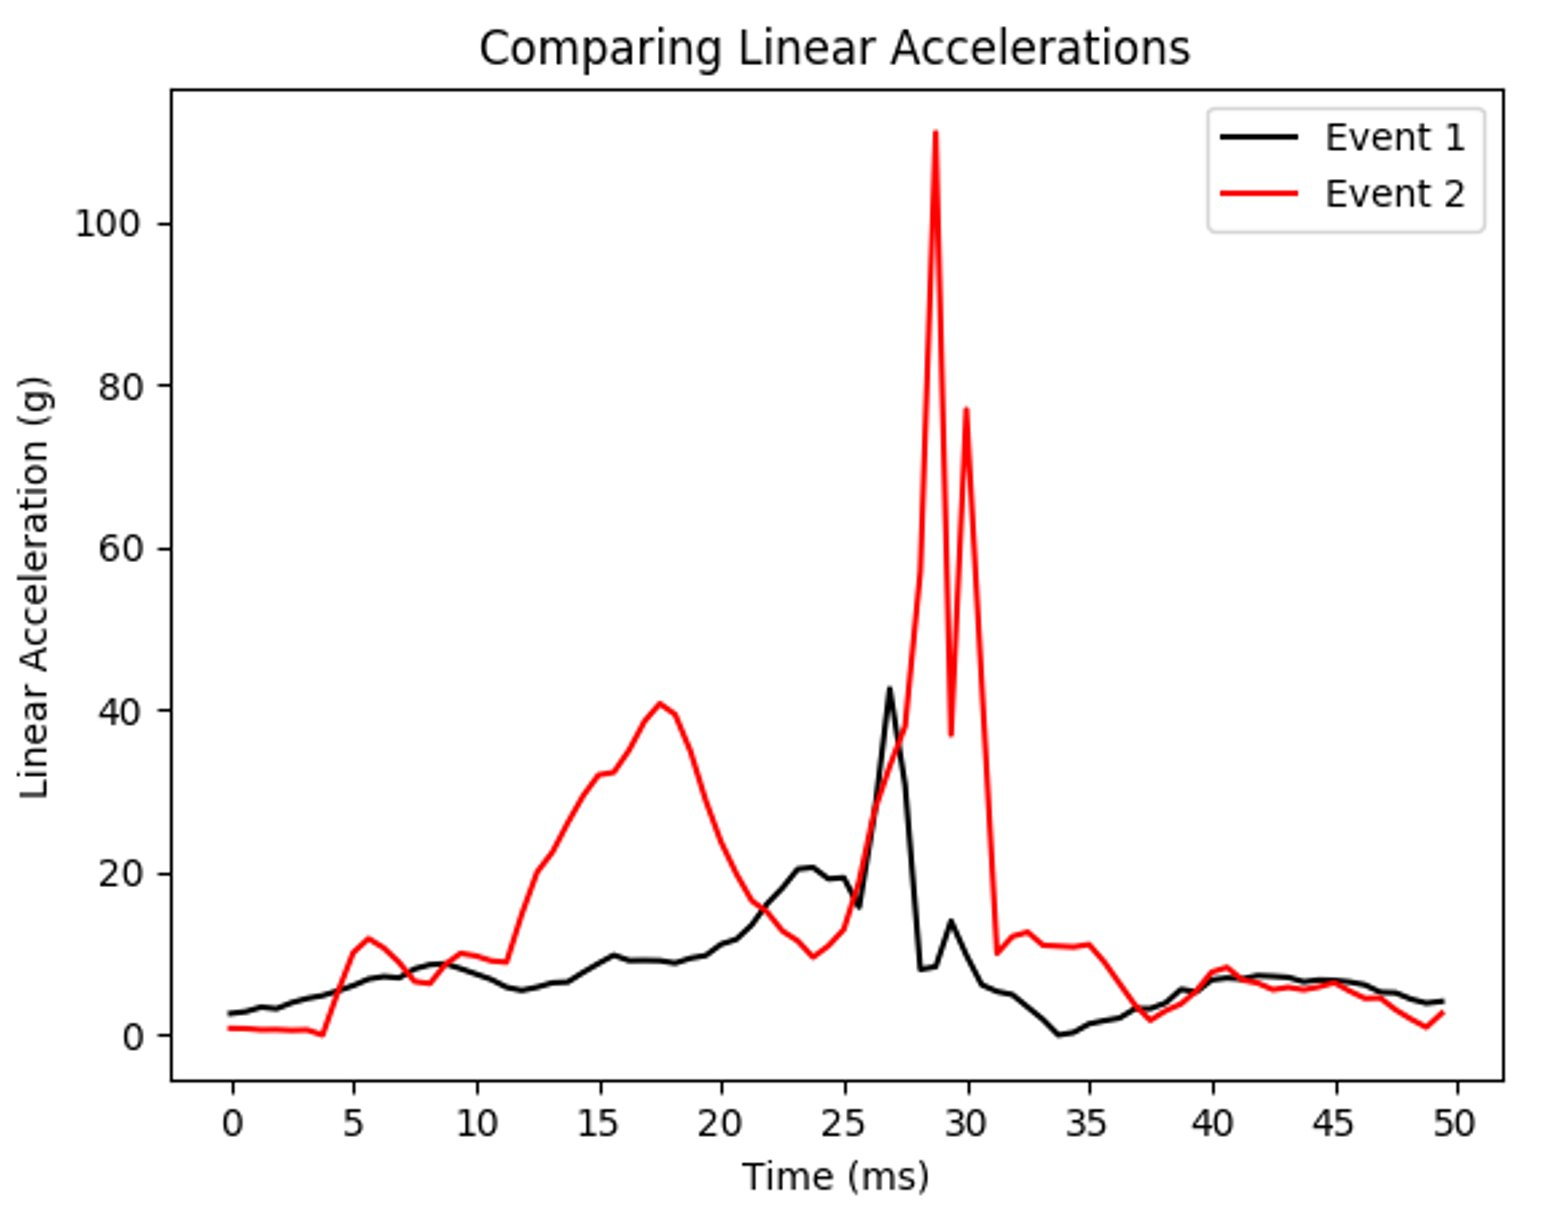 Comparing Linear Accelerations
Event 1
Event 2
Linear Acceleration (g)
100
80
60
40
20
0
0 5 10 15 20 25 30 35 40 45 50
Time (ms)